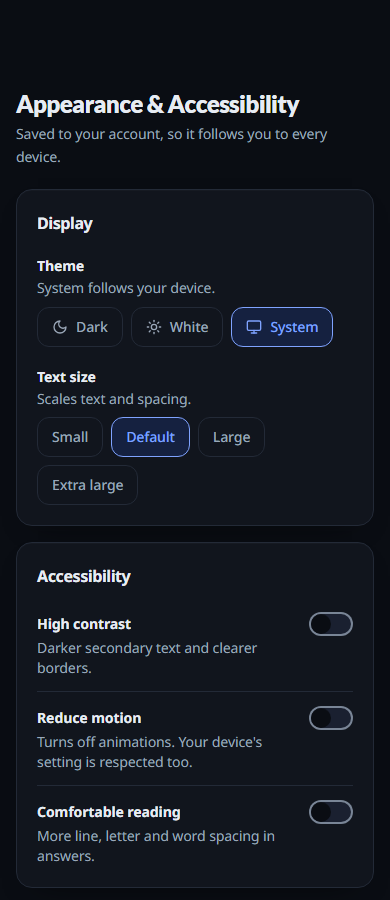 Appearance & Accessibility
Saved to your account, so it follows you to every
device.
Display
Theme
System follows your device.
Dark
White
System
Text size
Scales text and spacing.
Small
Default
Large
Extra large
Accessibility
High contrast
Darker secondary text and clearer
borders.
Reduce motion
Turns off animations. Your device's
setting is respected too.
Comfortable reading
More line, letter and word spacing in
answers.